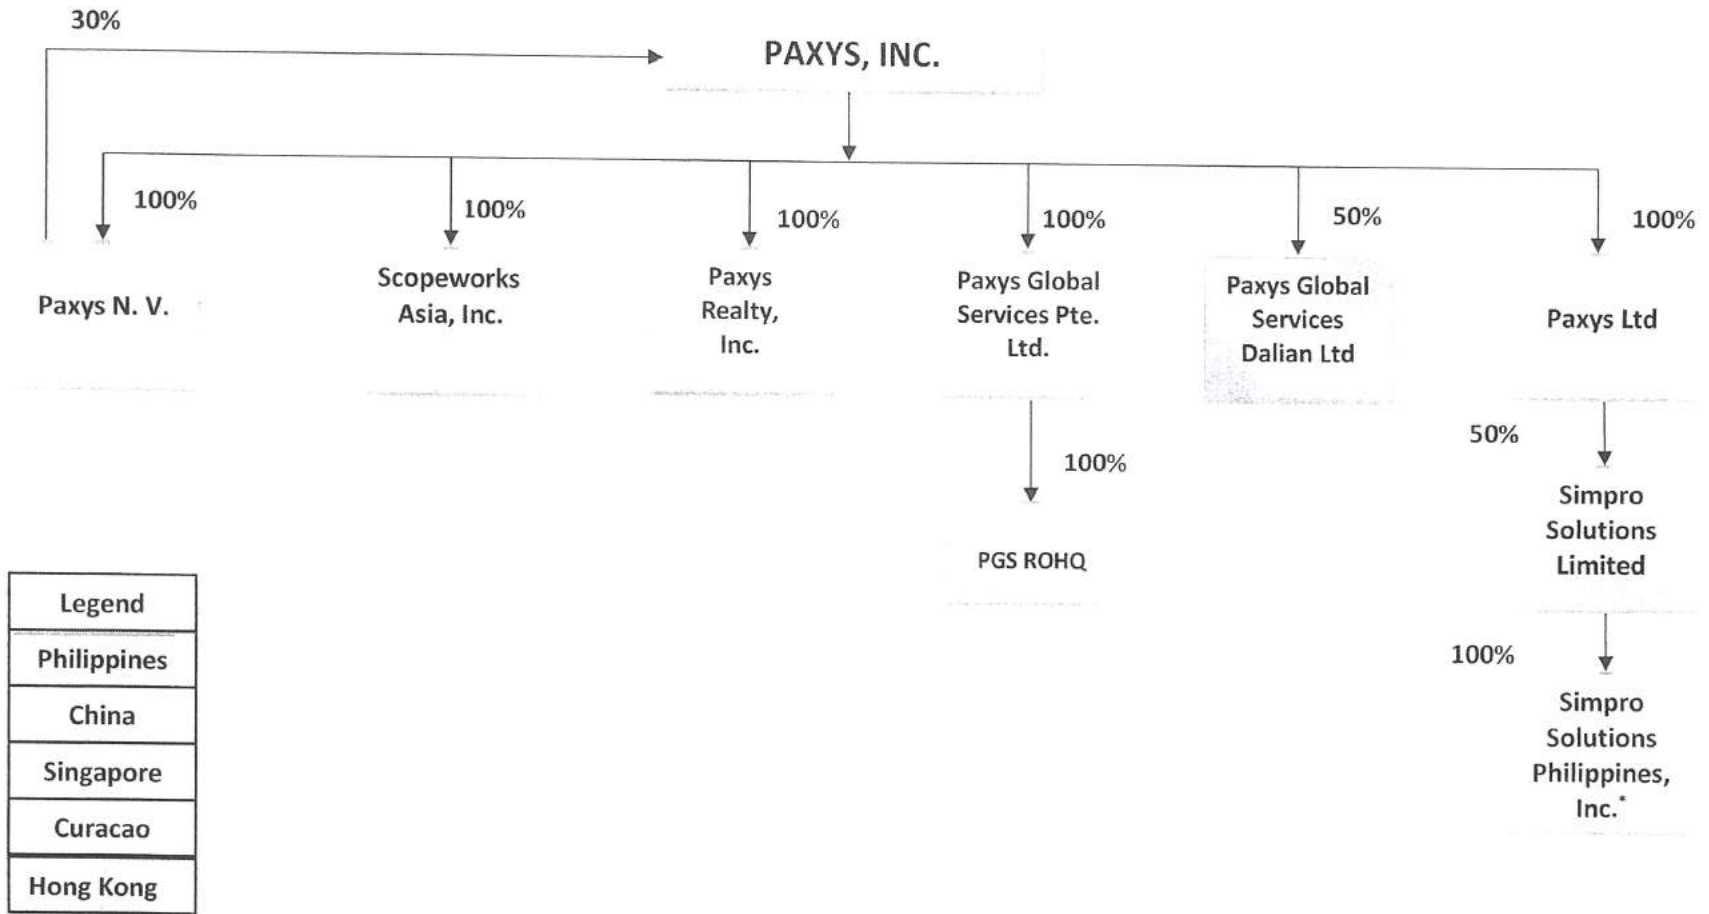 30%
PAXYS, INC.
100%
100%
100%
100%
50%
100%
Paxys N. V.
Scopeworks
Asia, Inc.
Paxys
Realty,
Inc.
Paxys Global
Services Pte.
Ltd.
Paxys Global
Services
Dalian Ltd
Paxys Ltd
100%
PGS ROHQ
50%
Simpro
Solutions
Limited
100%
Simpro
Solutions
Philippines,
Inc.*
Legend
Philippines
China
Singapore
Curacao
Hong Kong